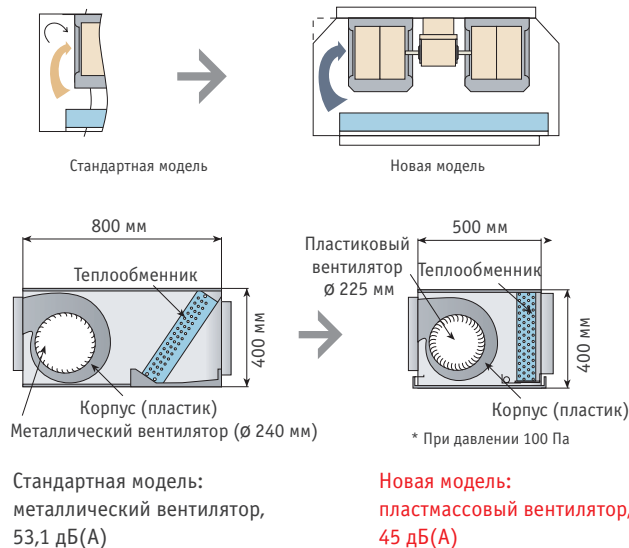 Стандартная модель
Новая модель
800 мм
500 мм
Пластиковый
вентилятор
Ø 225 мм
Теплообменник
Теплообменник
400 мм
400 мм
Корпус (пластик)
Корпус (пластик)
Металлический вентилятор (Ø 240 мм)
* При давлении 100 Па
Стандартная модель:
металлический вентилятор,
53,1 дБ(А)
Новая модель:
пластмассовый вентилятор,
45 дБ(А)